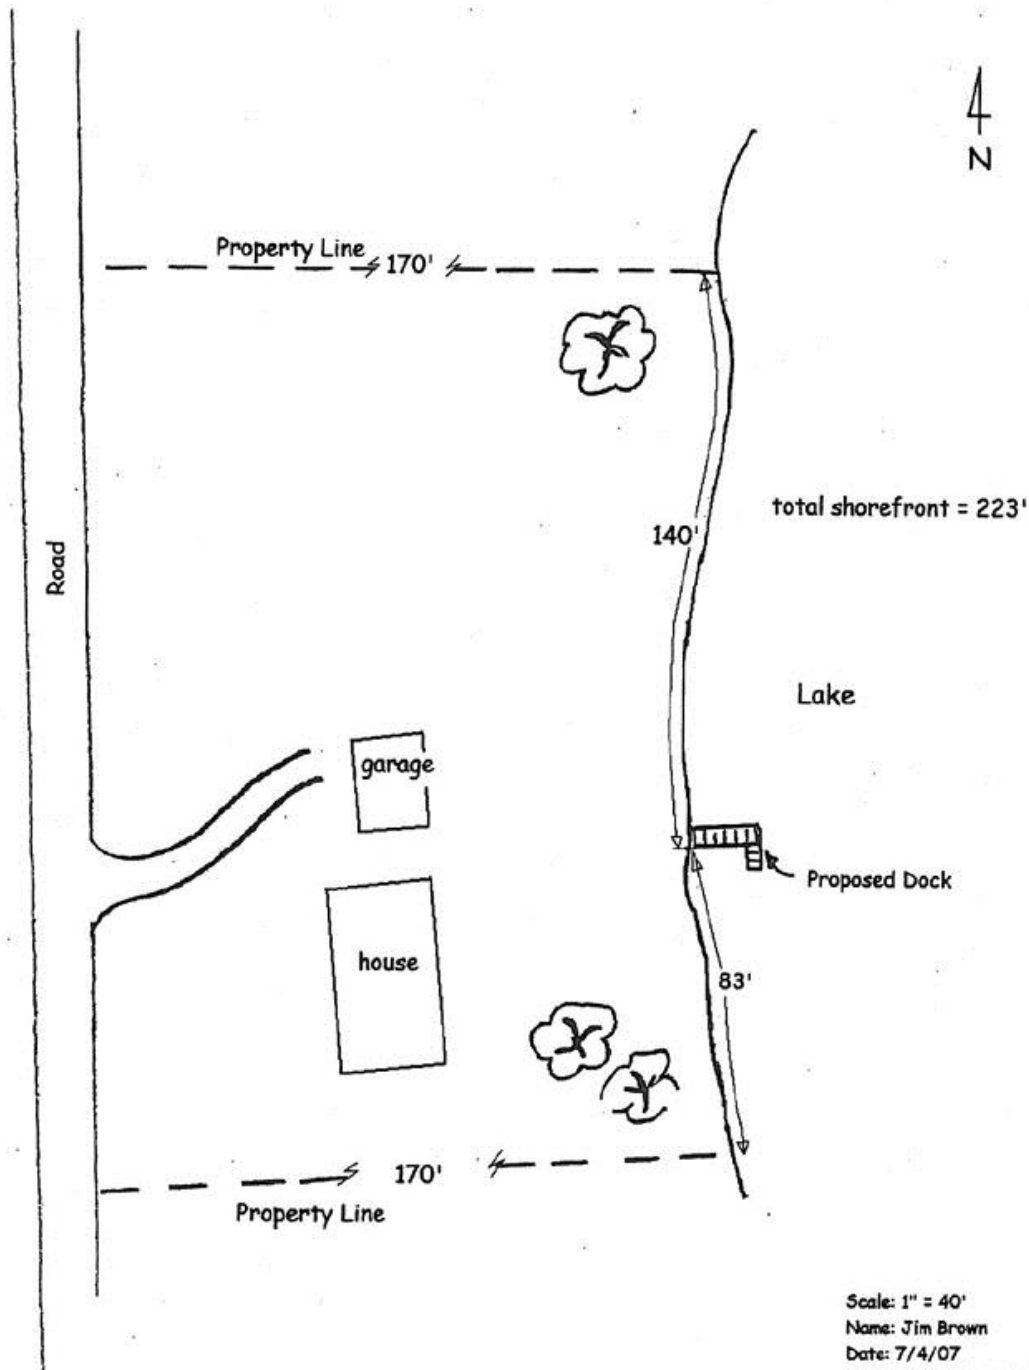 N
Property Line
170'
total shorefront = 223'
140'
Road
Lake
garage
Proposed Dock
house
83'
170'
Property Line
Scale: 1" = 40'
Name: Jim Brown
Date: 7/4/07